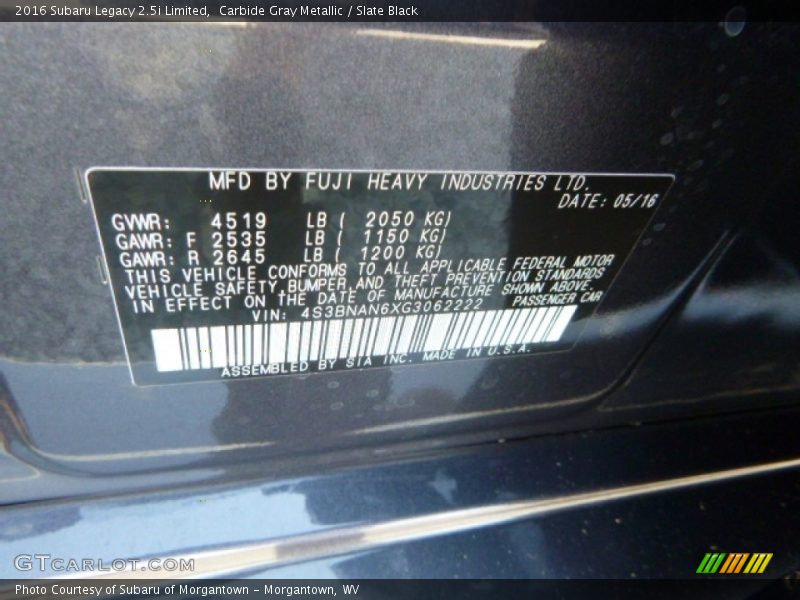 2016 Subaru Legacy 2.5i Limited, Carbide Gray Metallic / Slate Black
MFD BY FUJI HEAVY INDUSTRIES LTD.
DATE: 05/16
GVWR: 4519 LB ( 2050 KG)
GAWR: F 2535 LB ( 1150 KG)
GAWR: R 2645 LB ( 1200 KG)
THIS VEHICLE CONFORMS TO ALL APPLICABLE FEDERAL MOTOR
VEHICLE SAFETY,BUMPER,AND THEFT PREVENTION STANDARDS
IN EFFECT ON THE DATE OF MANUFACTURE SHOWN ABOVE.
VIN: 4S3BNAN6XG3062222 PASSENGER CAR
ASSEMBLED BY SIA INC. MADE IN U.S.A.
GTCarLot.com
Photo Courtesy of Subaru of Morgantown - Morgantown, WV